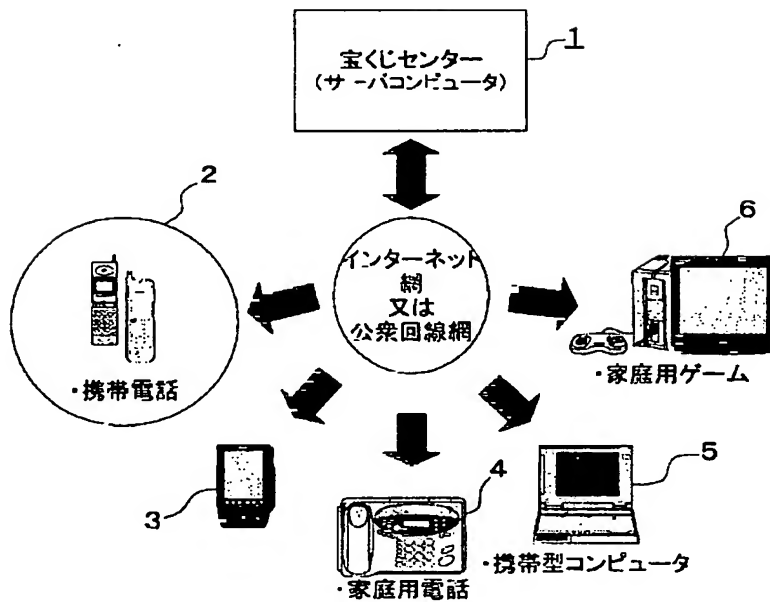 1
宝くじセンター
(サーバコンピュータ)
2
6
インターネット
網
又は
公衆回線網
・携帯電話
・家庭用ゲーム
3
4
5
・携帯型コンピュータ
・家庭用電話